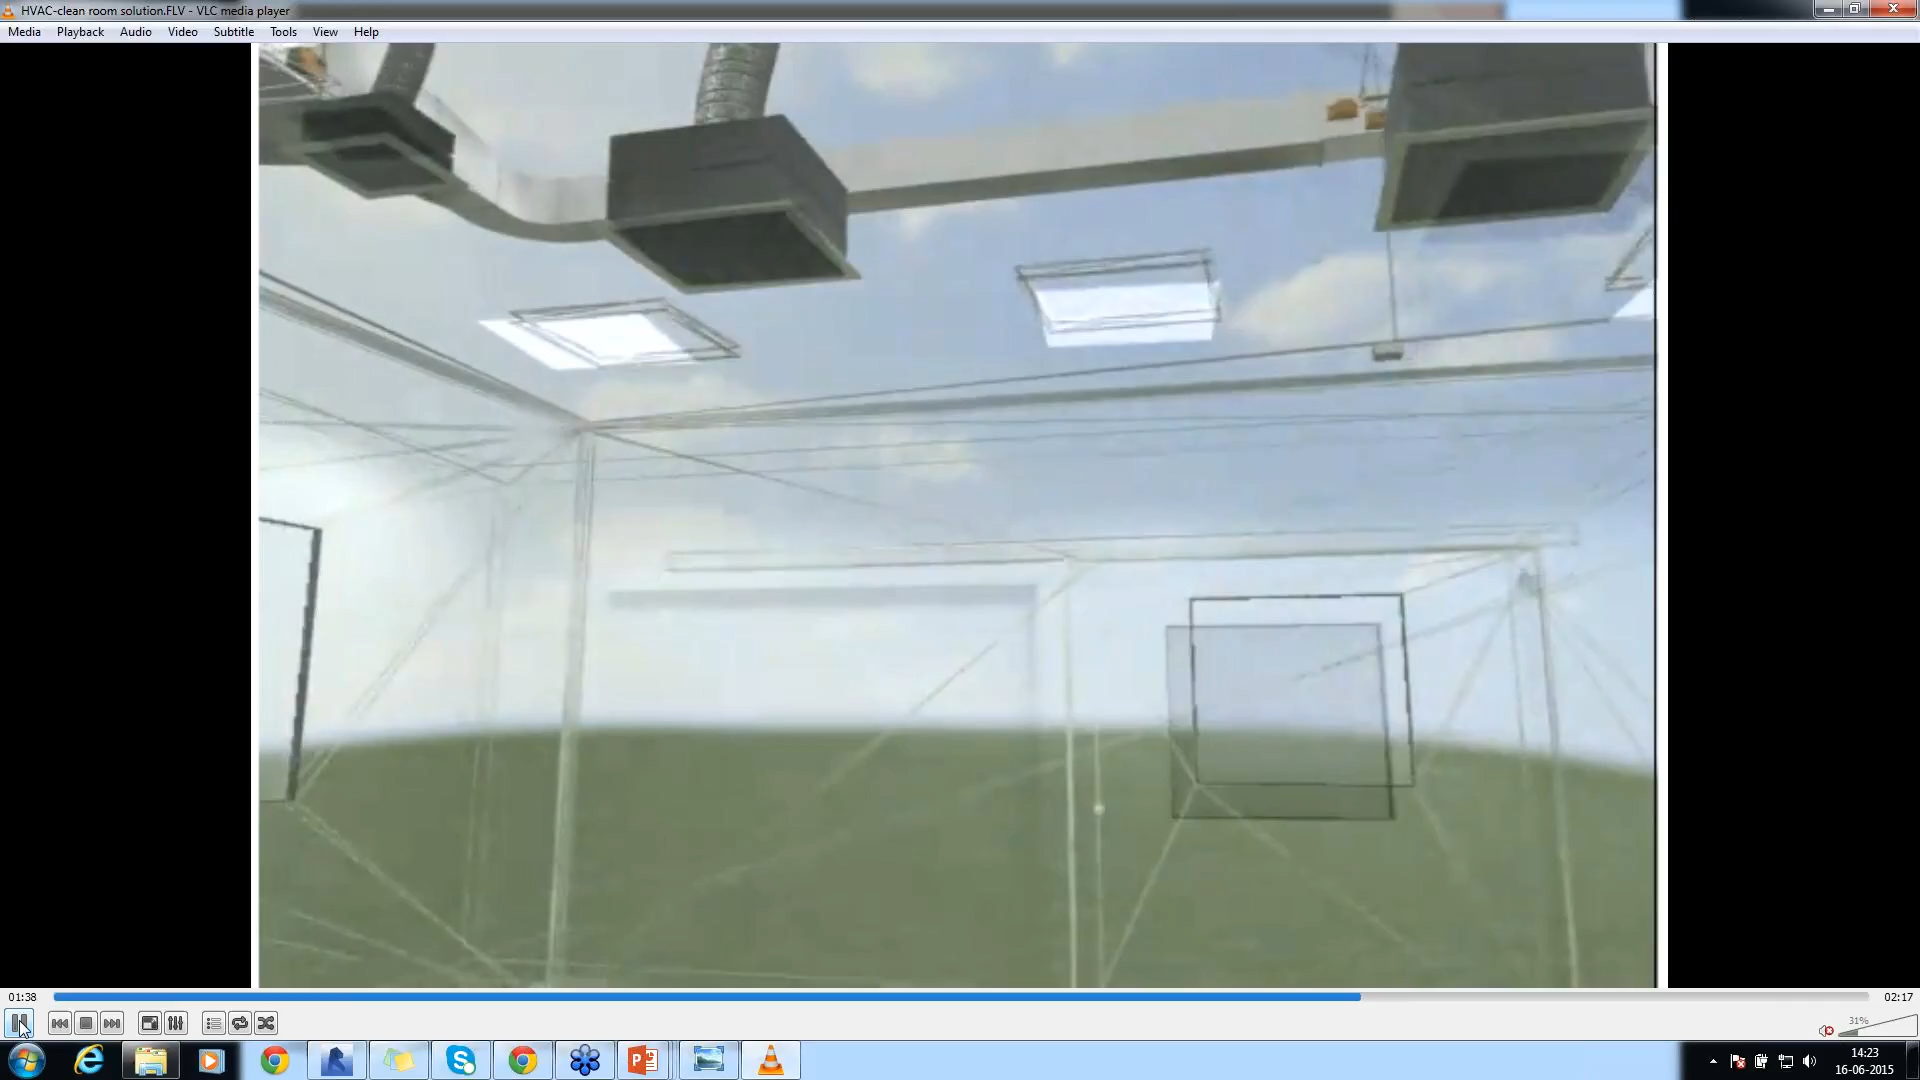 HVAC-clean room solution.FLV - VLC media player
Media Playback Audio Video Subtitle Tools View Help
01:38
02:17
31%
14:23
16-06-2015